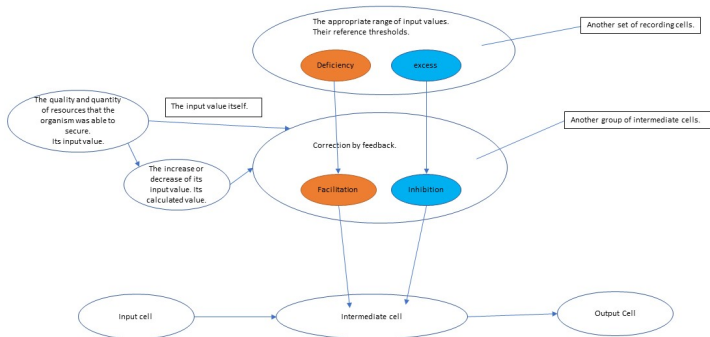 The appropriate range of input values.
Their reference thresholds.
Another set of recording cells.
Deficiency
excess
The quality and quantity
of resources that the
organism was able to
secure.
Its input value.
The input value itself.
Another group of intermediate cells.
Correction by feedback.
The increase or
decrease of its
input value. Its
calculated value.
Facilitation
Inhibition
Input cell
Intermediate cell
Output Cell